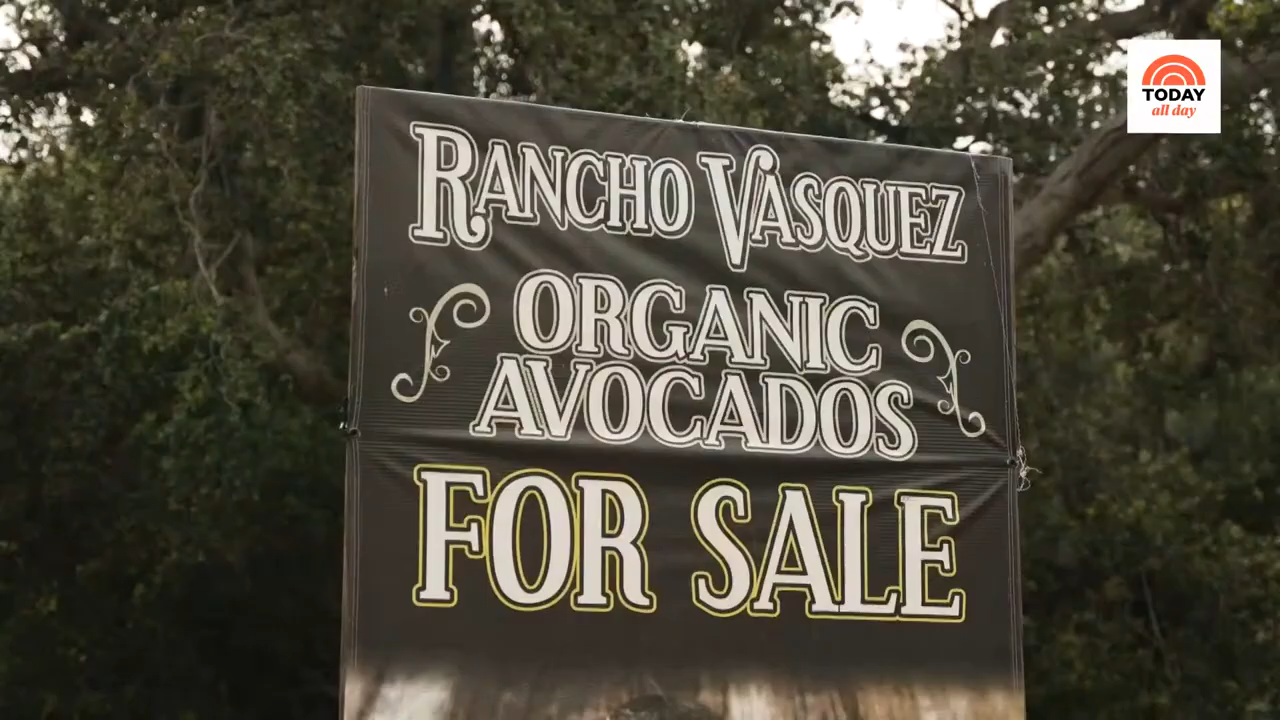 RANCHO VASQUEZ
ORGANIC
AVOCADOS
FOR SALE
TODAY
all day